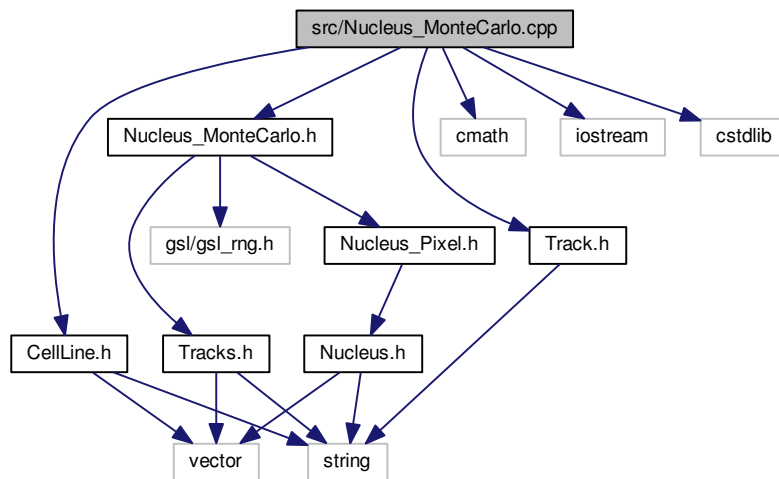 src/Nucleus_MonteCarlo.cpp
Nucleus_MonteCarlo.h
cmath
iostream
cstdlib
gsl/gsl_rng.h
Nucleus_Pixel.h
Track.h
CellLine.h
Tracks.h
Nucleus.h
vector
string